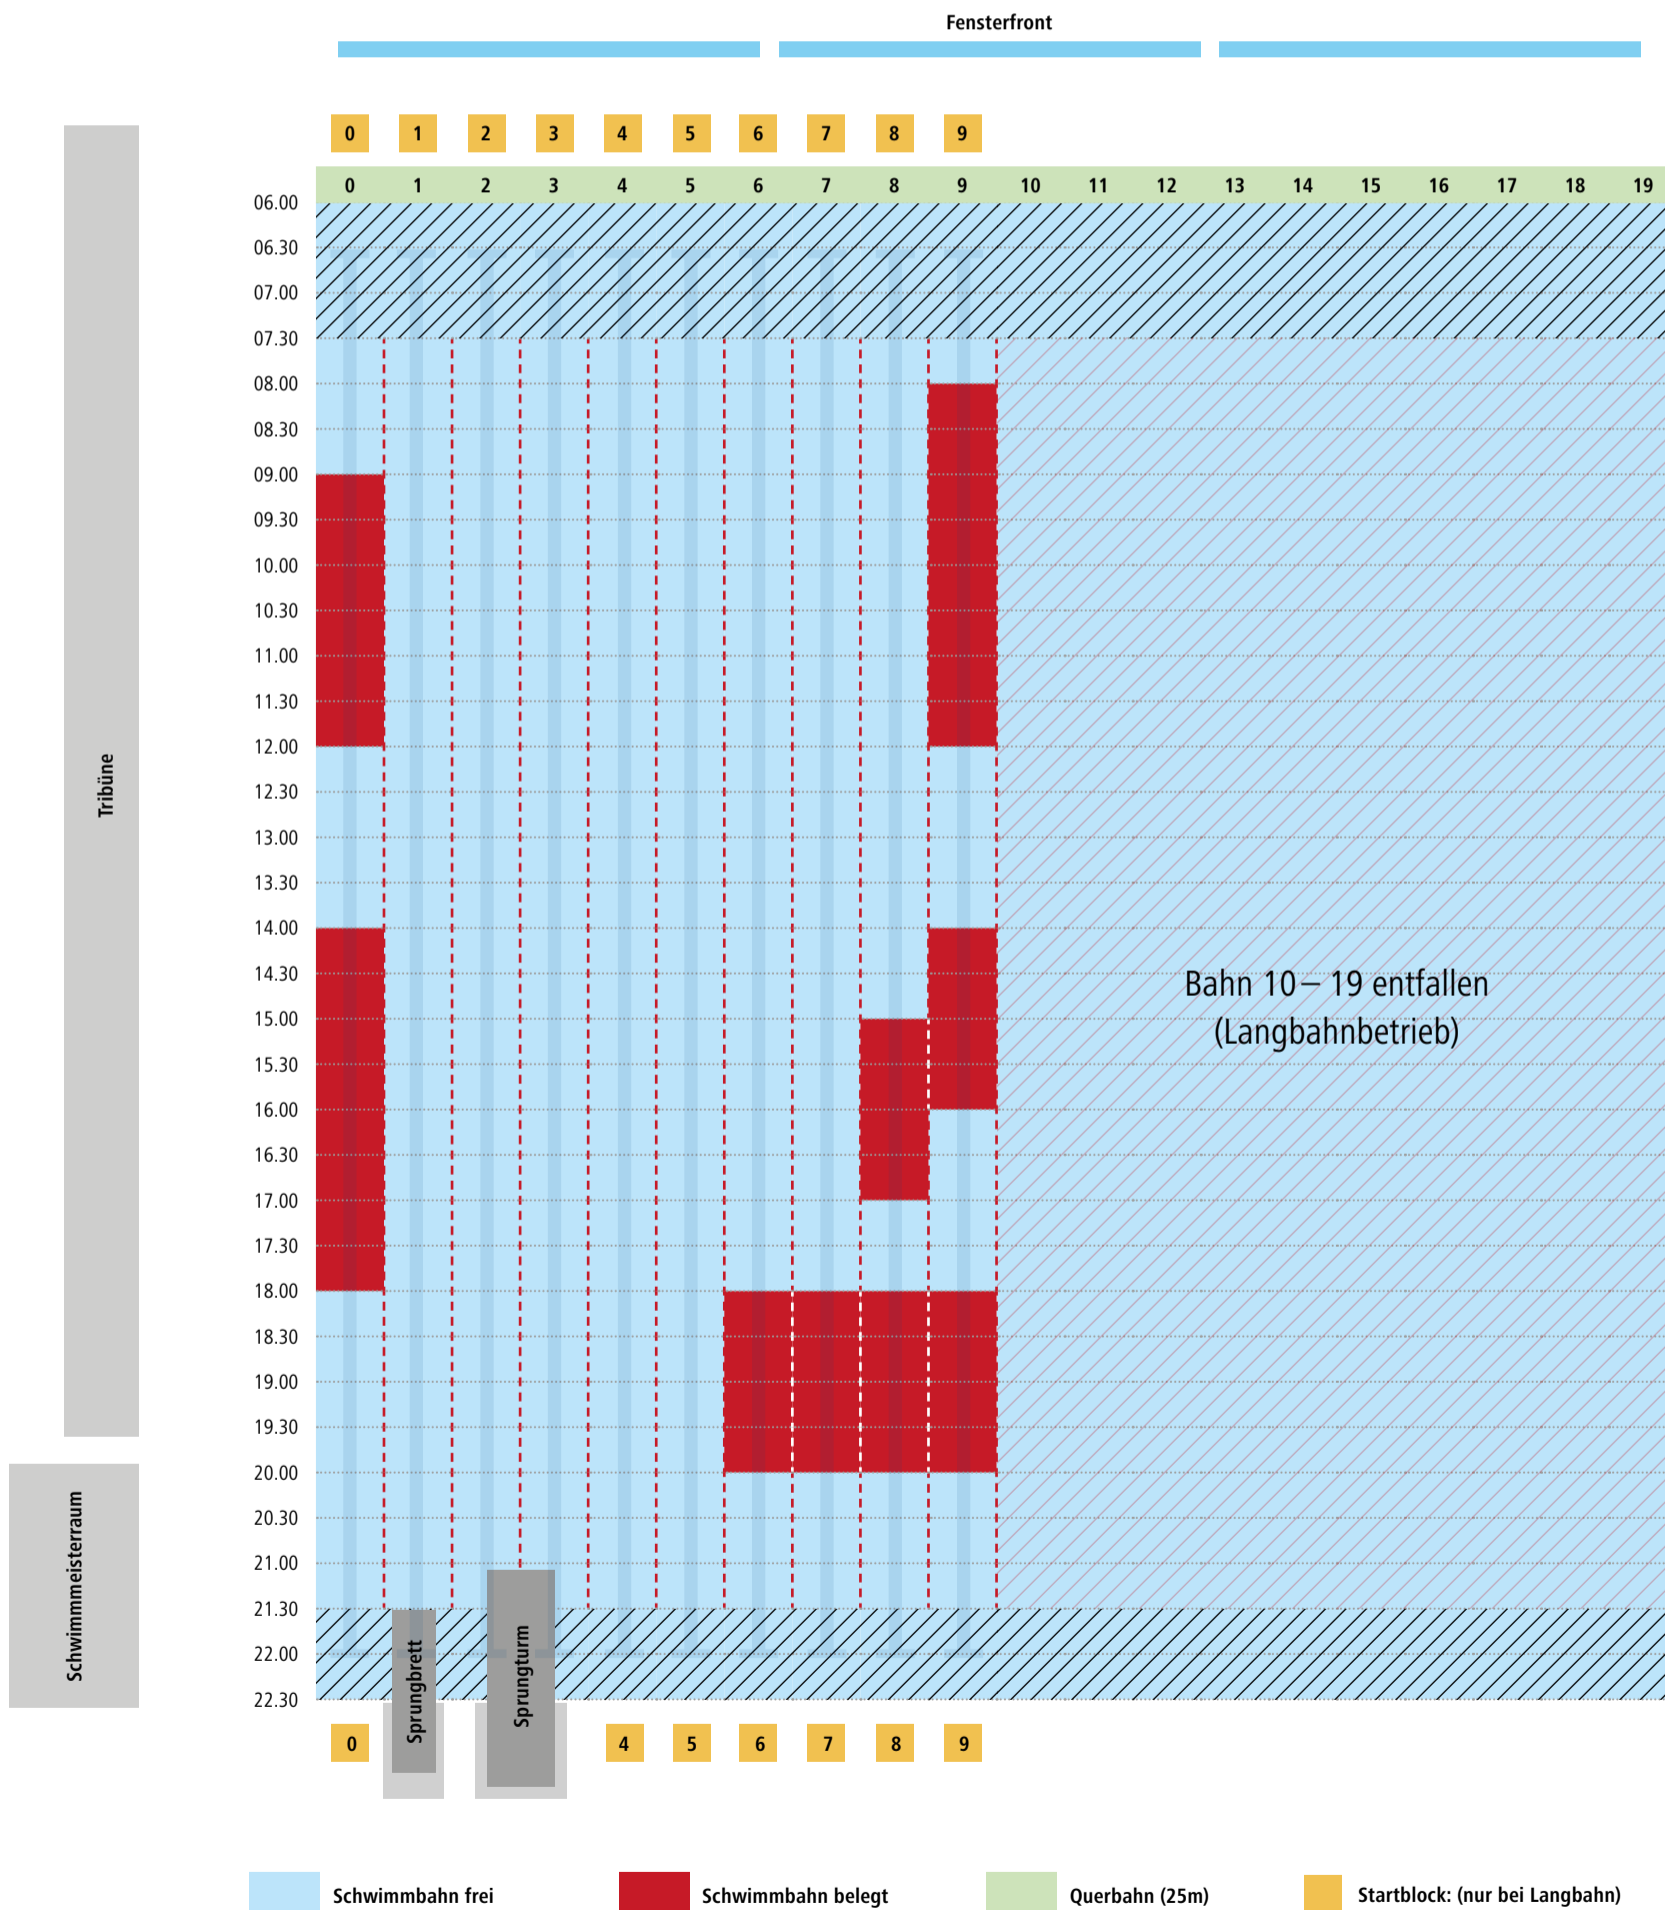 Fensterfront
0 1 2 3 4 5 6 7 8 9
0 1 2 3 4 5 6 7 8 9 10 11 12 13 14 15 16 17 18 19
06.00
06.30
07.00
07.30
08.00
08.30
09.00
09.30
10.00
10.30
11.00
11.30
12.00
12.30
13.00
13.30
14.00
14.30
15.00
15.30
16.00
16.30
17.00
17.30
18.00
18.30
19.00
19.30
20.00
20.30
21.00
21.30
22.00
22.30
Tribüne
Schwimmmeisterraum
Bahn 10 – 19 entfallen
(Langbahnbetrieb)
Sprungbrett
Sprungturm
0 4 5 6 7 8 9
Schwimmbahn frei
Schwimmbahn belegt
Querbahn (25m)
Startblock: (nur bei Langbahn)